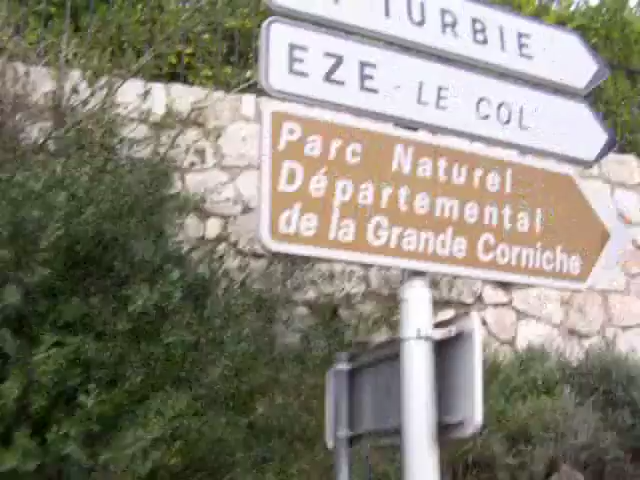 TURBIE
EZE - LE COL
Parc Naturel
Départemental
de la Grande Corniche